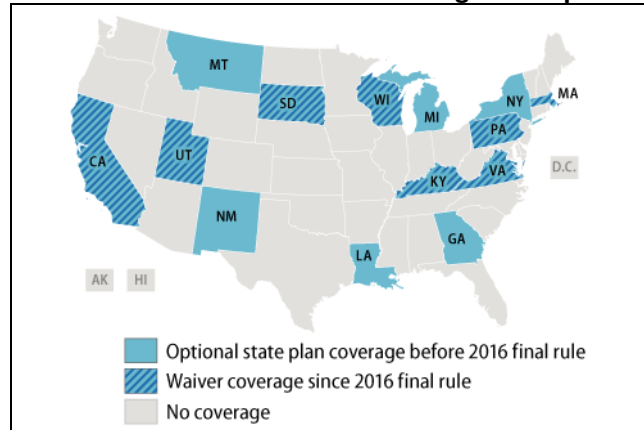 MT
SD
WI
MI
NY
MA
PA
CA
UT
KY
VA
D.C.
NM
LA
GA
AK
HI
Optional state plan coverage before 2016 final rule
Waiver coverage since 2016 final rule
No coverage